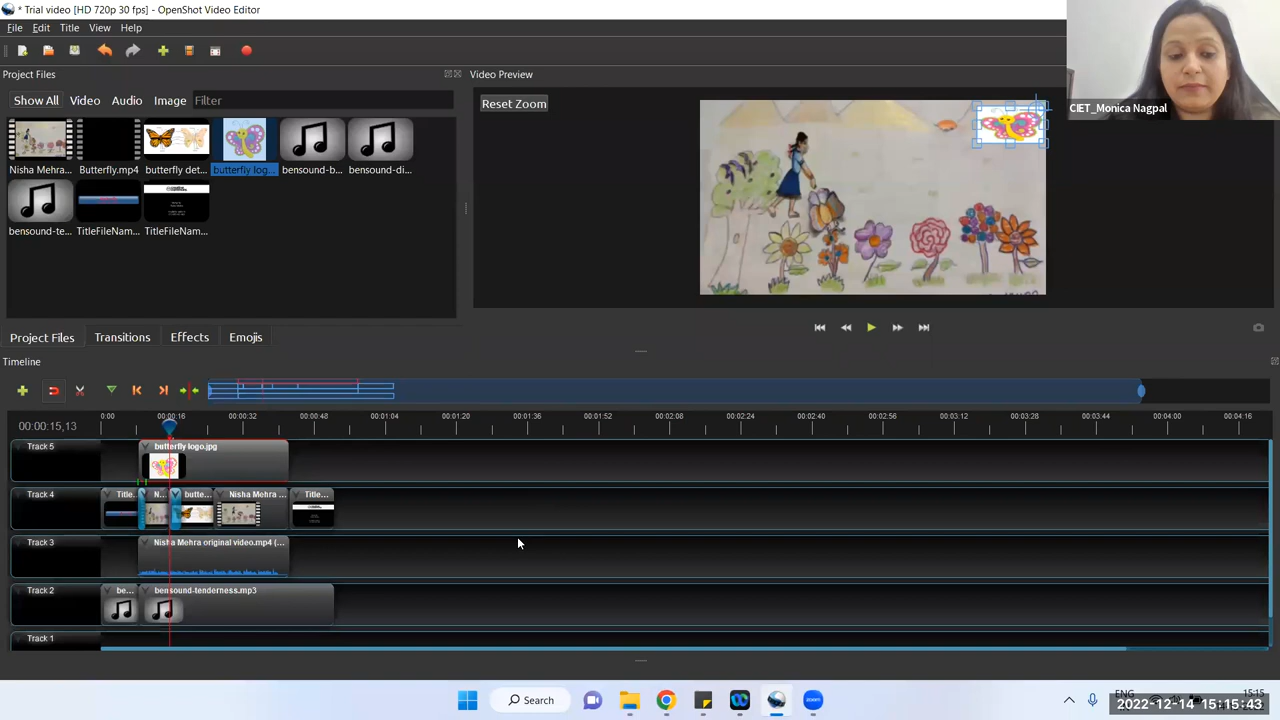 * Trial video [HD 720p 30 fps] - OpenShot Video Editor
File Edit Title View Help
Project Files
Video Preview
CIET_Monica Nagpal
Show All Video Audio Image Filter
Reset Zoom
Nisha Mehra... Butterfly.mp4 butterfly det... butterfly log... bensound-b... bensound-di...
bensound-te... TitleFileNam... TitleFileNam...
Project Files Transitions Effects Emojis
Timeline
00:00:15,13
0:00 00:00:16 00:00:32 00:00:48 00:01:04 00:01:20 00:01:36 00:01:52 00:02:08 00:02:24 00:02:40 00:02:56 00:03:12 00:03:28 00:03:44 00:04:00 00:04:16
Track 5 butterfly logo.jpg
Track 4 Title... N... butte... Nisha Mehra ... Title...
Track 3 Nisha Mehra original video.mp4 (...
Track 2 be... bensound-tenderness.mp3
Track 1
Search
zoom
ENG
15:15
2022-12-14 15:15:43